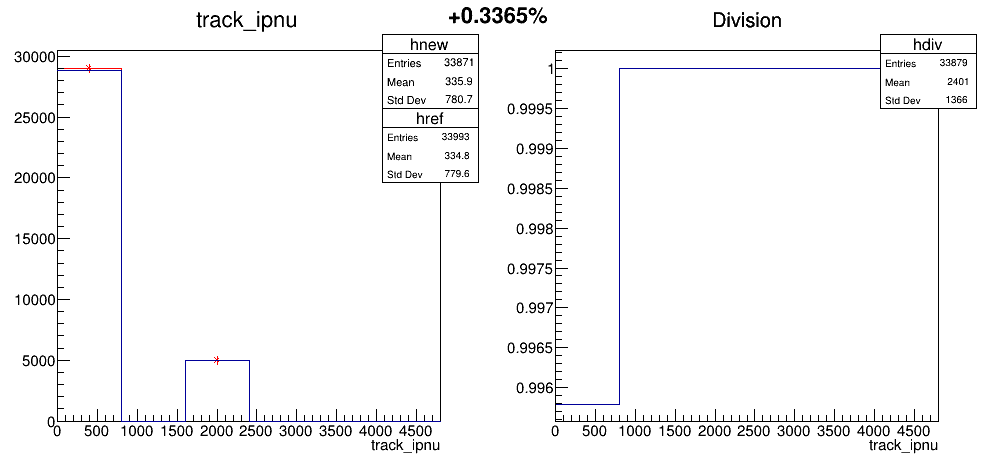 track_ipnu
+0.3365%
Division
hnew
Entries 33871
Mean 335.9
Std Dev 780.7
href
Entries 33993
Mean 334.8
Std Dev 779.6
30000
25000
20000
15000
10000
5000
0
0 500 1000 1500 2000 2500 3000 3500 4000 4500
track_ipnu
hdiv
Entries 33879
Mean 2401
Std Dev 1366
1
0.9995
0.999
0.9985
0.998
0.9975
0.997
0.9965
0.996
0 500 1000 1500 2000 2500 3000 3500 4000 4500
track_ipnu